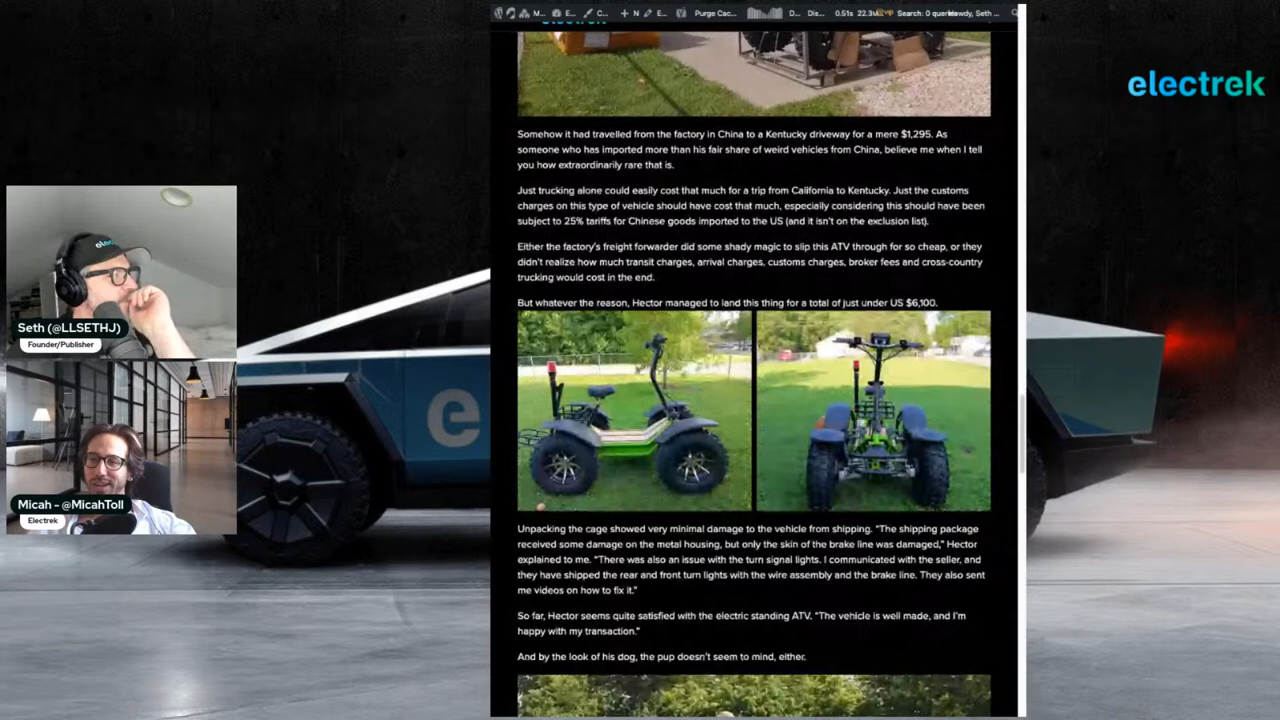 M...
E...
C...
N
E...
Purge Cac...
D...
Dis...
0.51s
Search: 0 queries
Howdy, Seth ...
electrek
electrek
Somehow it had travelled from the factory in China to a Kentucky driveway for a mere $1,295. As
someone who has imported more than his fair share of weird vehicles from China, believe me when I tell
you how extraordinarily rare that is.
Just trucking alone could easily cost that much for a trip from California to Kentucky. Just the customs
charges on this type of vehicle should have cost that much, especially considering this should have been
subject to 25% tariffs for Chinese goods imported to the US (and it isn't on the exclusion list).
Either the factory's freight forwarder did some shady magic to slip this ATV through for so cheap, or they
didn't realize how much transit charges, arrival charges, customs charges, broker fees and cross-country
trucking would cost in the end.
But whatever the reason, Hector managed to land this thing for a total of just under US $6,100.
Seth (@LLSETHJ)
Founder/Publisher
e
Micah - @MicahToll
Electrek
Unpacking the cage showed very minimal damage to the vehicle from shipping. "The shipping package
received some damage on the metal housing, but only the skin of the brake line was damaged," Hector
explained to me. "There was also an issue with the turn signal lights. I communicated with the seller, and
they have shipped the rear and front turn lights with the wire assembly and the brake line. They also sent
me videos on how to fix it."
So far, Hector seems quite satisfied with the electric standing ATV. "The vehicle is well made, and I'm
happy with my transaction."
And by the look of his dog, the pup doesn't seem to mind, either.